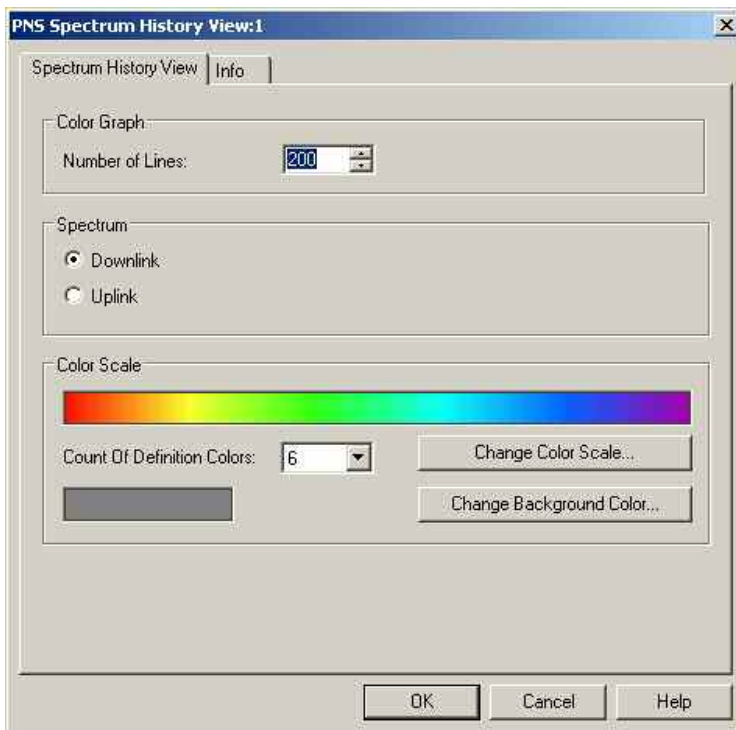 PNS Spectrum History View:1
Spectrum History View
Info
Color Graph
Number of Lines:
200
Spectrum
Downlink
Uplink
Color Scale
Count Of Definition Colors:
6
Change Color Scale...
Change Background Color...
OK
Cancel
Help